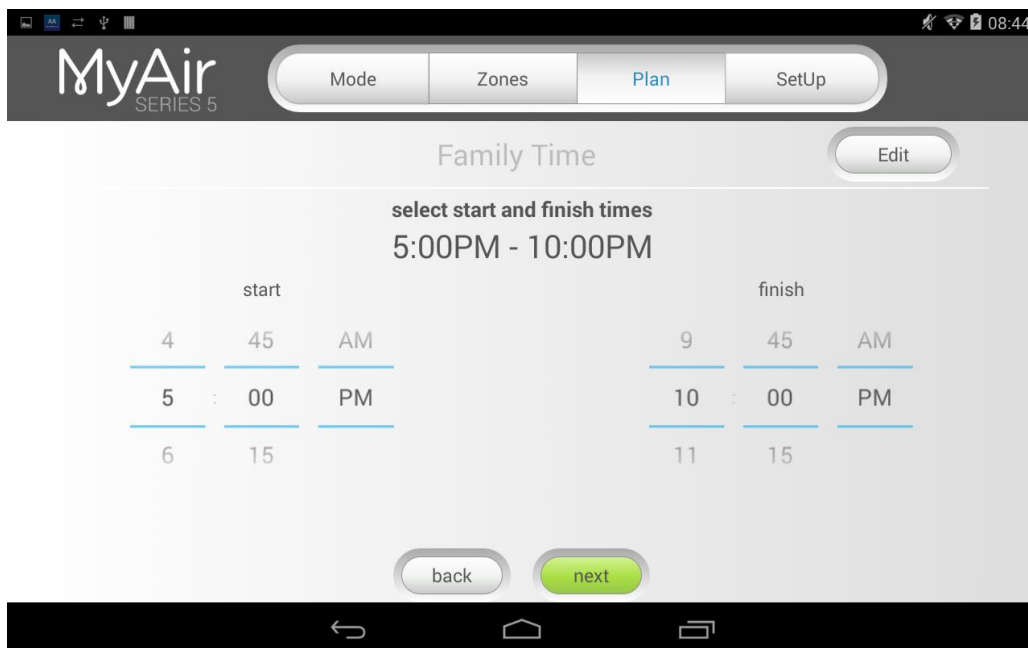 AA 08:44
MyAir
SERIES 5
Mode Zones Plan SetUp
Family Time Edit
select start and finish times
5:00PM - 10:00PM
start finish
4 45 AM 9 45 AM
5 : 00 PM 10 : 00 PM
6 15 11 15
back next